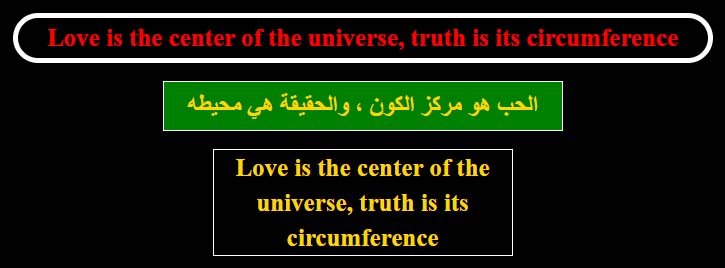 Love is the center of the universe, truth is its circumference
الحب هو مركز الكون ، والحقيقة هي محيطه
Love is the center of the
universe, truth is its
circumference